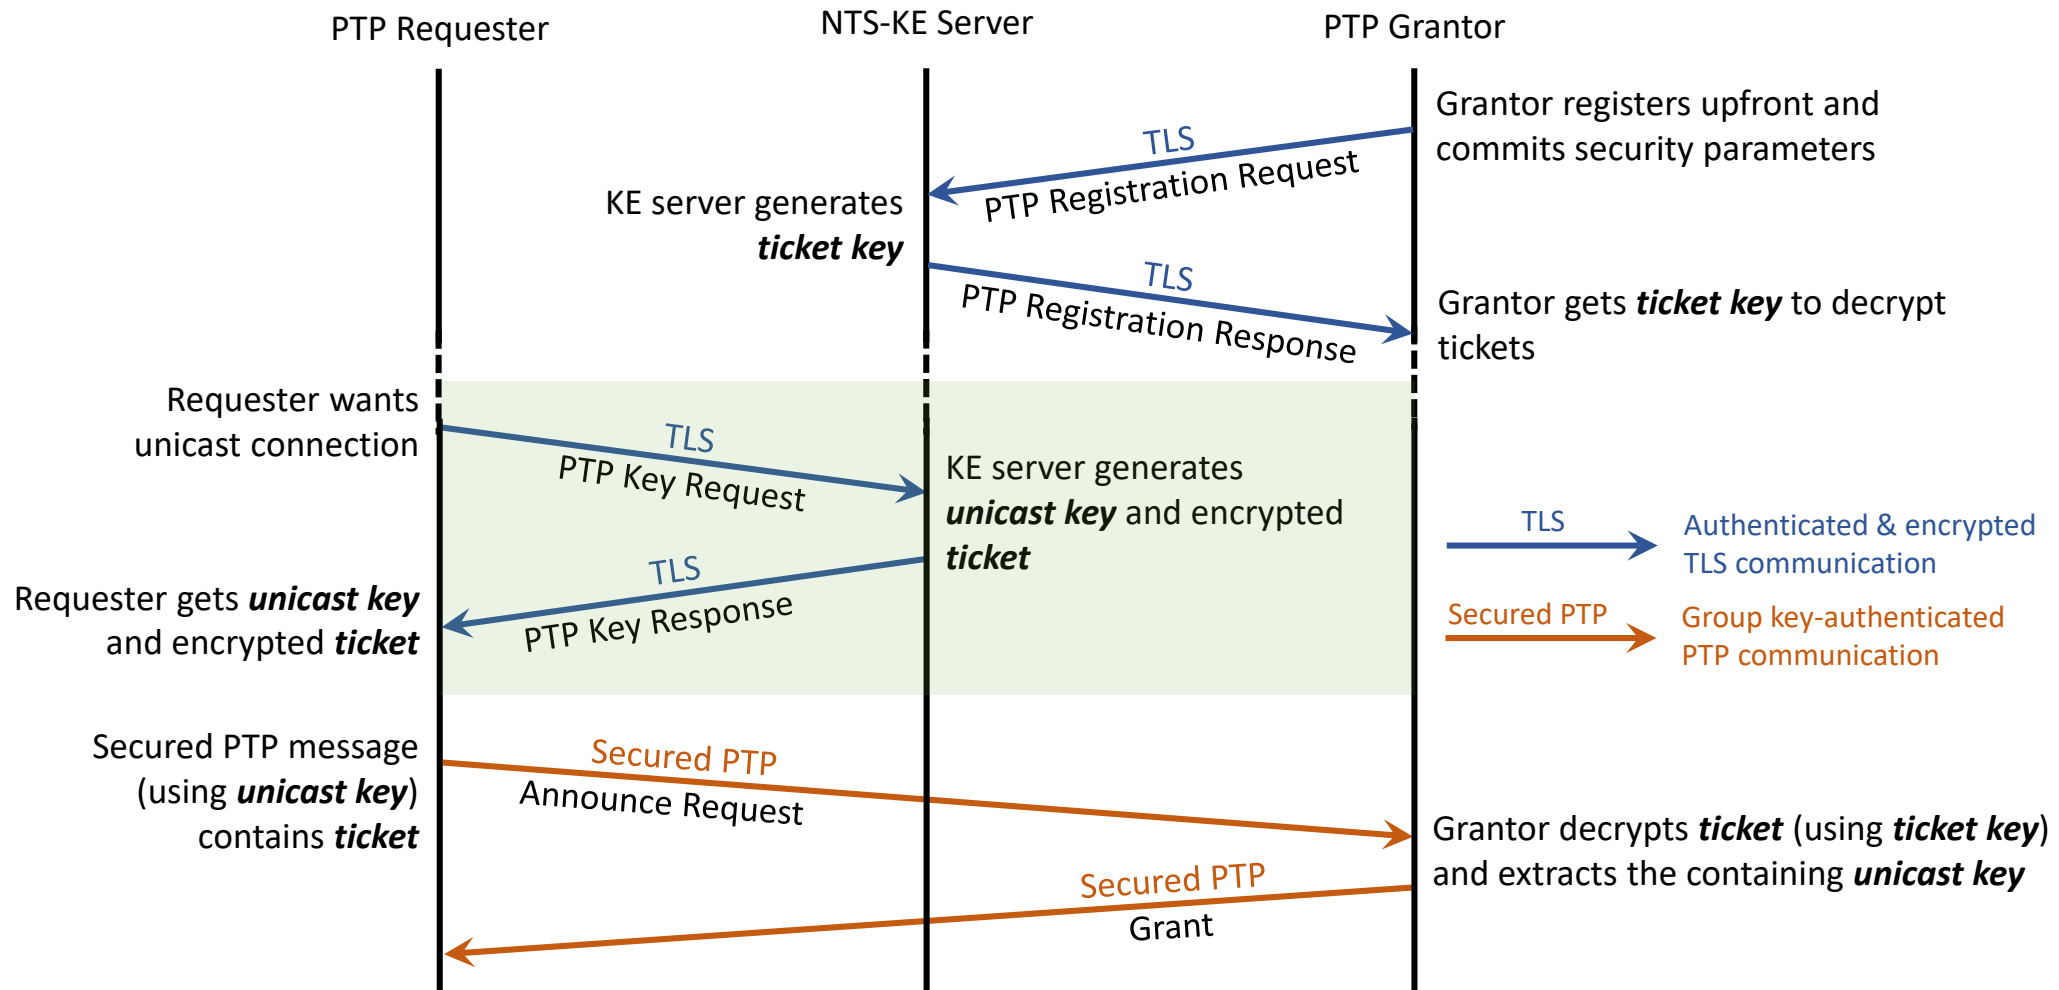 PTP Requester
NTS-KE Server
PTP Grantor
Grantor registers upfront and
commits security parameters
TLS
PTP Registration Request
KE server generates
ticket key
TLS
PTP Registration Response
Grantor gets ticket key to decrypt
tickets
Requester wants
unicast connection
TLS
PTP Key Request
KE server generates
unicast key and encrypted
ticket
TLS
PTP Key Response
Requester gets unicast key
and encrypted ticket
TLS
Authenticated & encrypted
TLS communication
Secured PTP
Group key-authenticated
PTP communication
Secured PTP message
(using unicast key)
contains ticket
Secured PTP
Announce Request
Grantor decrypts ticket (using ticket key)
and extracts the containing unicast key
Secured PTP
Grant